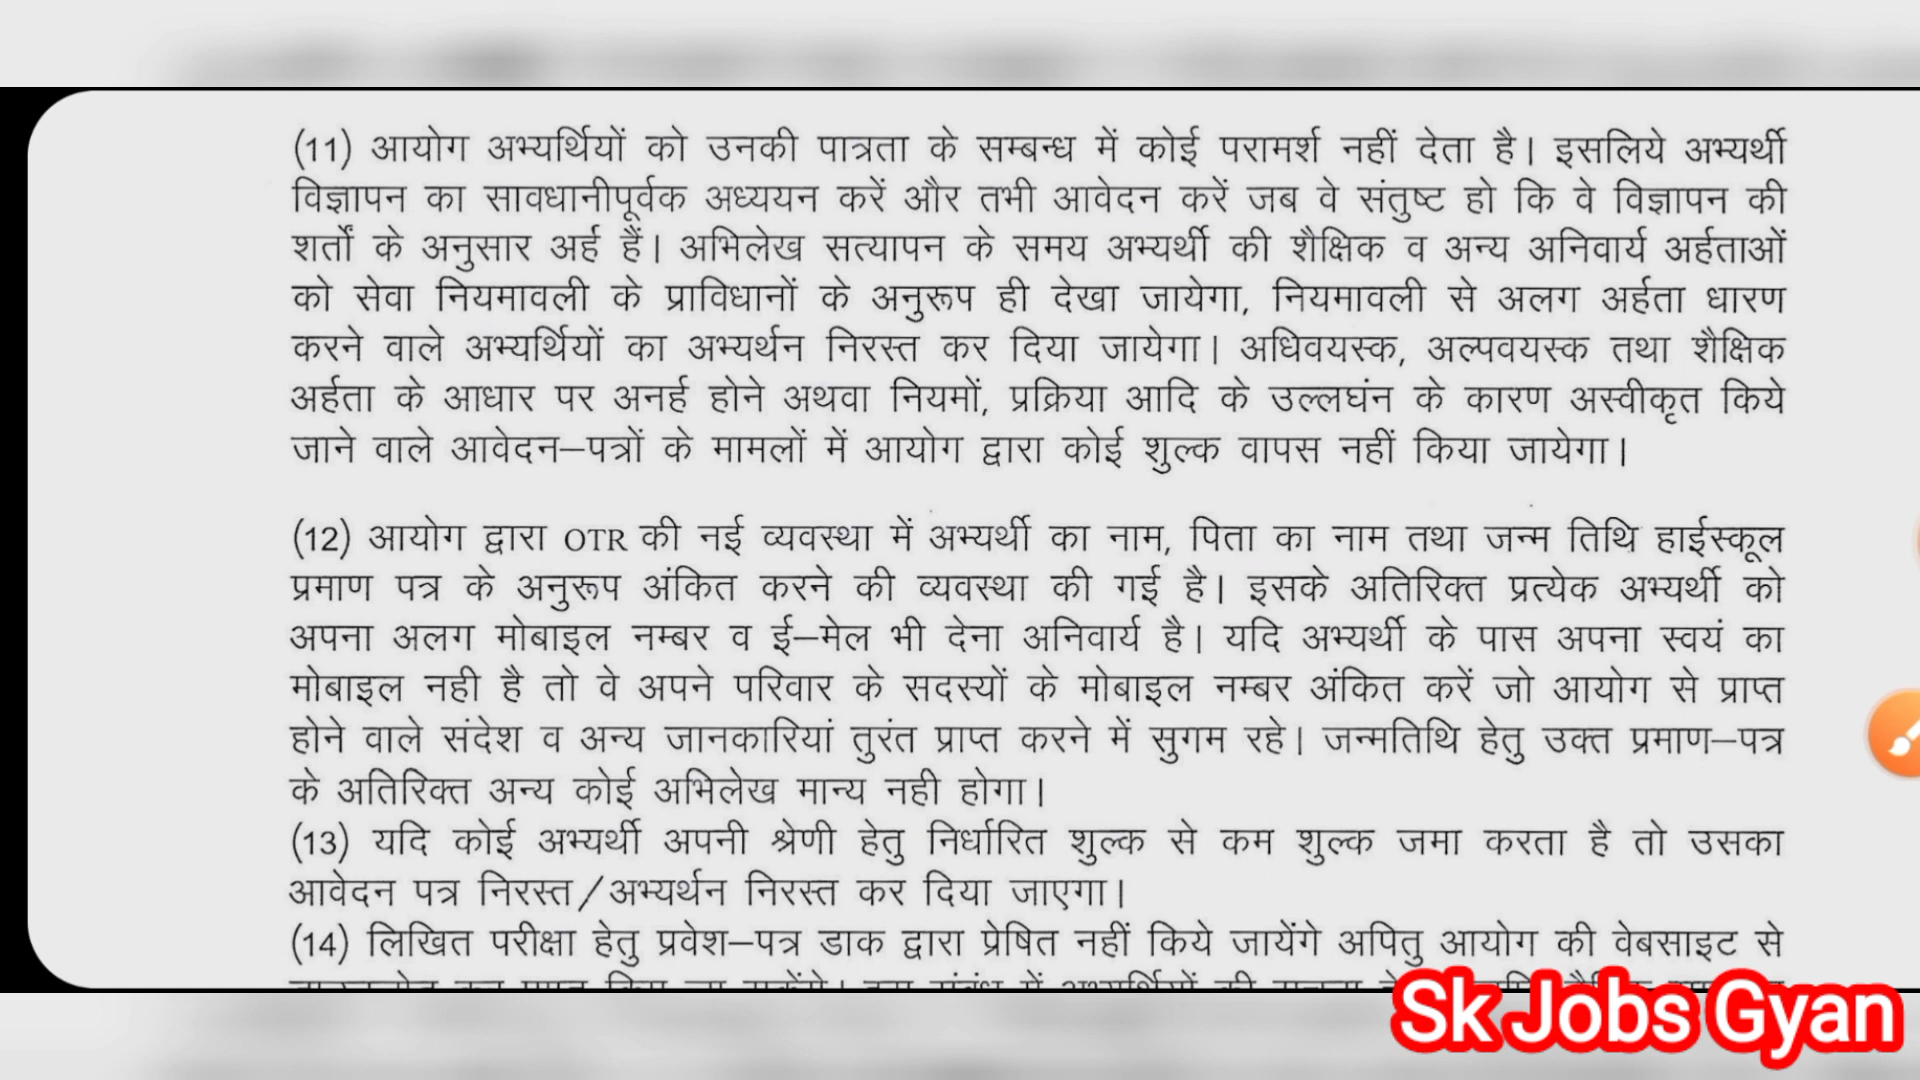 (11) आयोग अभ्यर्थियों को उनकी पात्रता के सम्बन्ध में कोई परामर्श नहीं देता है। इसलिये अभ्यर्थी
विज्ञापन का सावधानीपूर्वक अध्ययन करें और तभी आवेदन करें जब वे संतुष्ट हो कि वे विज्ञापन की
शर्तों के अनुसार अर्ह हैं। अभिलेख सत्यापन के समय अभ्यर्थी की शैक्षिक व अन्य अनिवार्य अर्हताओं
को सेवा नियमावली के प्राविधानों के अनुरूप ही देखा जायेगा, नियमावली से अलग अर्हता धारण
करने वाले अभ्यर्थियों का अभ्यर्थन निरस्त कर दिया जायेगा। अधिवयस्क, अल्पवयस्क तथा शैक्षिक
अर्हता के आधार पर अनर्ह होने अथवा नियमों, प्रक्रिया आदि के उल्लघंन के कारण अस्वीकृत किये
जाने वाले आवेदन–पत्रों के मामलों में आयोग द्वारा कोई शुल्क वापस नहीं किया जायेगा।
(12) आयोग द्वारा OTR की नई व्यवस्था में अभ्यर्थी का नाम, पिता का नाम तथा जन्म तिथि हाईस्कूल
प्रमाण पत्र के अनुरूप अंकित करने की व्यवस्था की गई है। इसके अतिरिक्त प्रत्येक अभ्यर्थी को
अपना अलग मोबाइल नम्बर व ई–मेल भी देना अनिवार्य है। यदि अभ्यर्थी के पास अपना स्वयं का
मोबाइल नही है तो वे अपने परिवार के सदस्यों के मोबाइल नम्बर अंकित करें जो आयोग से प्राप्त
होने वाले संदेश व अन्य जानकारियां तुरंत प्राप्त करने में सुगम रहे। जन्मतिथि हेतु उक्त प्रमाण–पत्र
के अतिरिक्त अन्य कोई अभिलेख मान्य नही होगा।
(13) यदि कोई अभ्यर्थी अपनी श्रेणी हेतु निर्धारित शुल्क से कम शुल्क जमा करता है तो उसका
आवेदन पत्र निरस्त/अभ्यर्थन निरस्त कर दिया जाएगा।
(14) लिखित परीक्षा हेतु प्रवेश–पत्र डाक द्वारा प्रेषित नहीं किये जायेंगे अपितु आयोग की वेबसाइट से
Sk Jobs Gyan